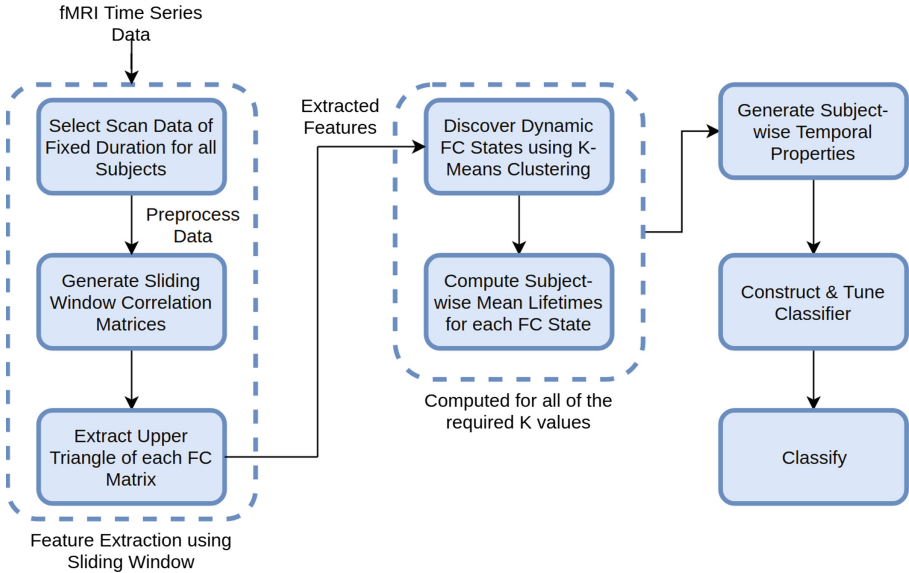 fMRI Time Series
Data
Select Scan Data of
Fixed Duration for all
Subjects
Preprocess
Data
Generate Sliding
Window Correlation
Matrices
Extract Upper
Triangle of each FC
Matrix
Feature Extraction using
Sliding Window
Extracted
Features
Discover Dynamic
FC States using K-
Means Clustering
Compute Subject-
wise Mean Lifetimes
for each FC State
Computed for all of the
required K values
Generate Subject-
wise Temporal
Properties
Construct & Tune
Classifier
Classify